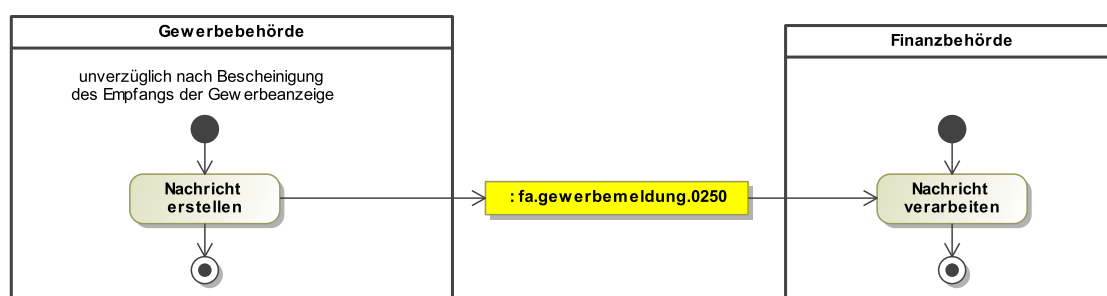 Gewerbebehörde
unverzüglich nach Bescheinigung
des Empfangs der Gewerbeanzeige
Nachricht
erstellen
: fa.gewerbemeldung.0250
Finanzbehörde
Nachricht
verarbeiten